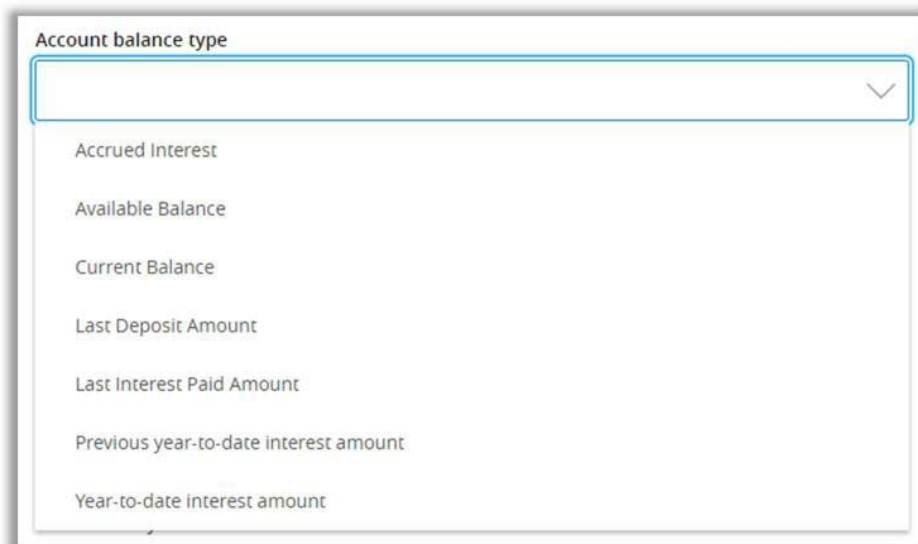 Account balance type
Accrued Interest
Available Balance
Current Balance
Last Deposit Amount
Last Interest Paid Amount
Previous year-to-date interest amount
Year-to-date interest amount